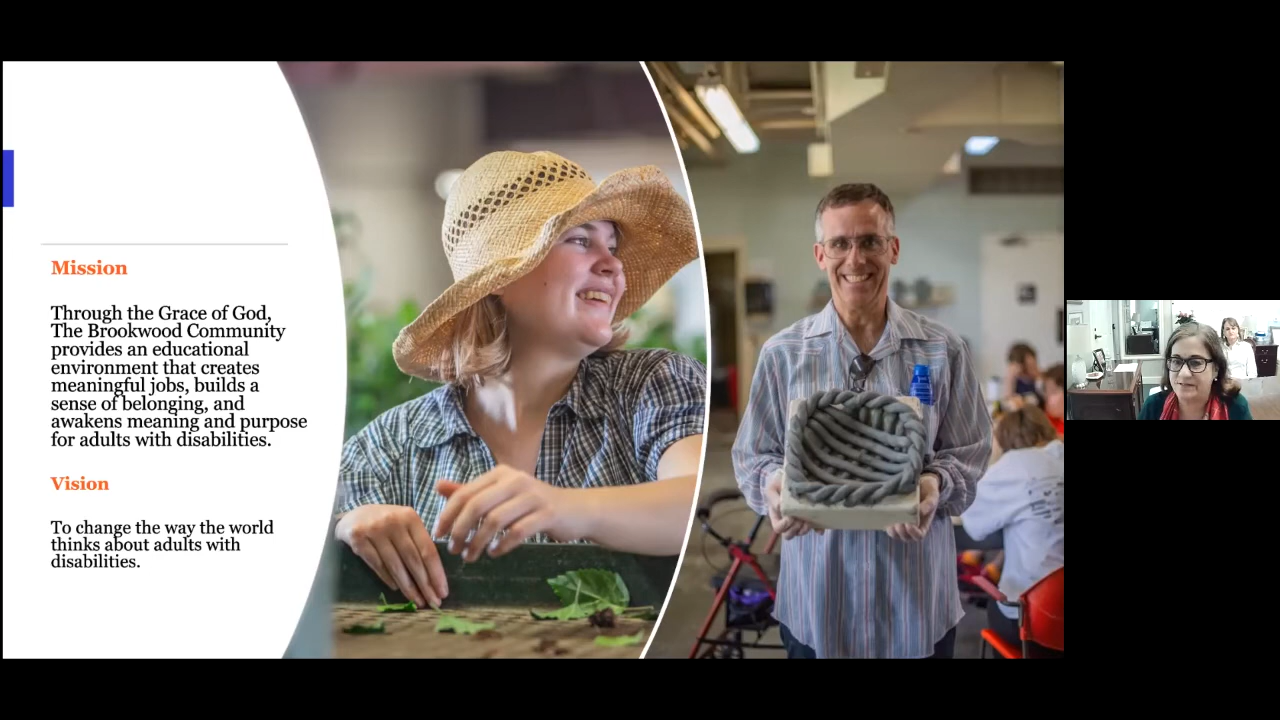 Mission
Through the Grace of God,
The Brookwood Community
provides an educational
environment that creates
meaningful jobs, builds a
sense of belonging, and
awakens meaning and purpose
for adults with disabilities.
Vision
To change the way the world
thinks about adults with
disabilities.